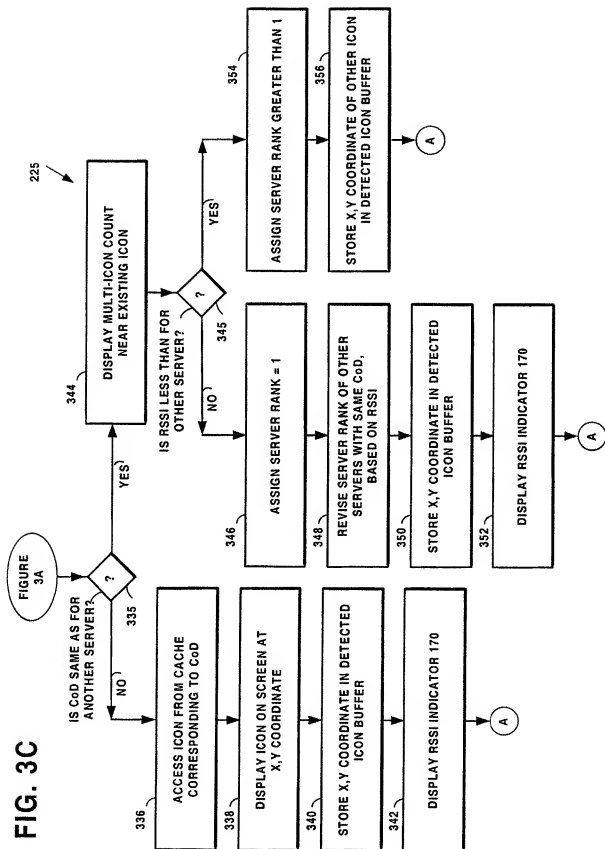 FIG. 3C
225
FIGURE
3A
IS CoD SAME AS FOR
ANOTHER SERVER?
?
335
NO
YES
336
ACCESS ICON FROM CACHE
CORRESPONDING TO CoD
338
DISPLAY ICON ON SCREEN AT
X,Y COORDINATE
340
STORE X,Y COORDINATE IN DETECTED
ICON BUFFER
342
DISPLAY RSSI INDICATOR 170
A
344
DISPLAY MULTI-ICON COUNT
NEAR EXISTING ICON
IS RSSI LESS THAN FOR
OTHER SERVER?
?
345
NO
YES
346
ASSIGN SERVER RANK = 1
348
REVISE SERVER RANK OF OTHER
SERVERS WITH SAME CoD,
BASED ON RSSI
350
STORE X,Y COORDINATE IN DETECTED
ICON BUFFER
352
DISPLAY RSSI INDICATOR 170
A
354
ASSIGN SERVER RANK GREATER THAN 1
356
STORE X,Y COORDINATE OF OTHER ICON
IN DETECTED ICON BUFFER
A